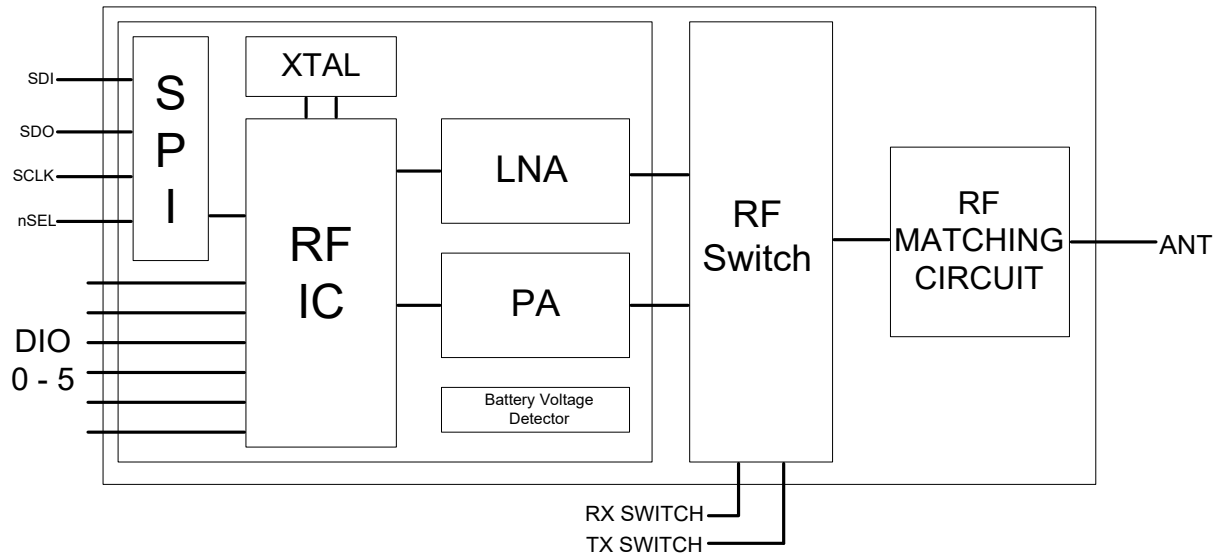 SDI
SDO
SCLK
nSEL
S
P
I
XTAL
RF
IC
DIO
0 - 5
LNA
PA
Battery Voltage
Detector
RF
Switch
RF
MATCHING
CIRCUIT
ANT
RX SWITCH
TX SWITCH